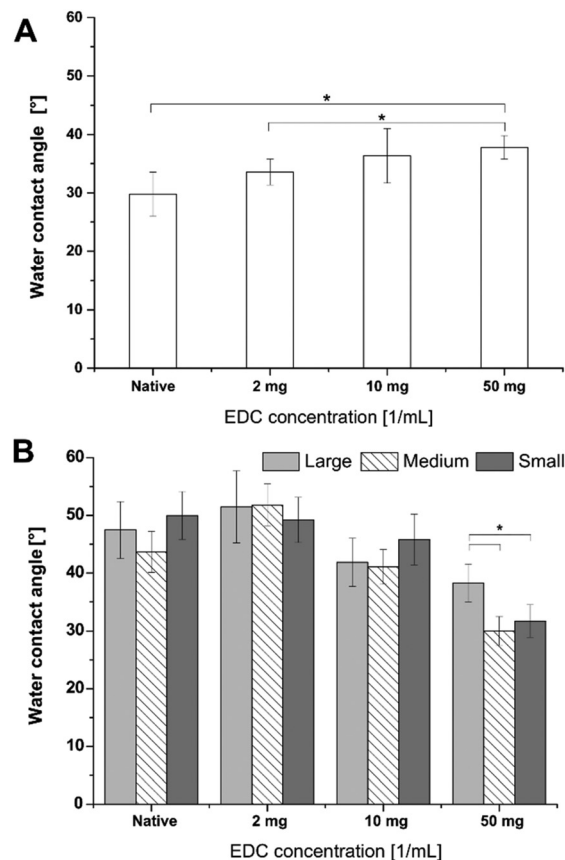 A
60
50
40
30
20
10
0
Water contact angle [°]
*
*
Native 2 mg 10 mg 50 mg
EDC concentration [1/mL]
B
Large Medium Small
60
50
40
30
20
10
0
Water contact angle [°]
*
Native 2 mg 10 mg 50 mg
EDC concentration [1/mL]